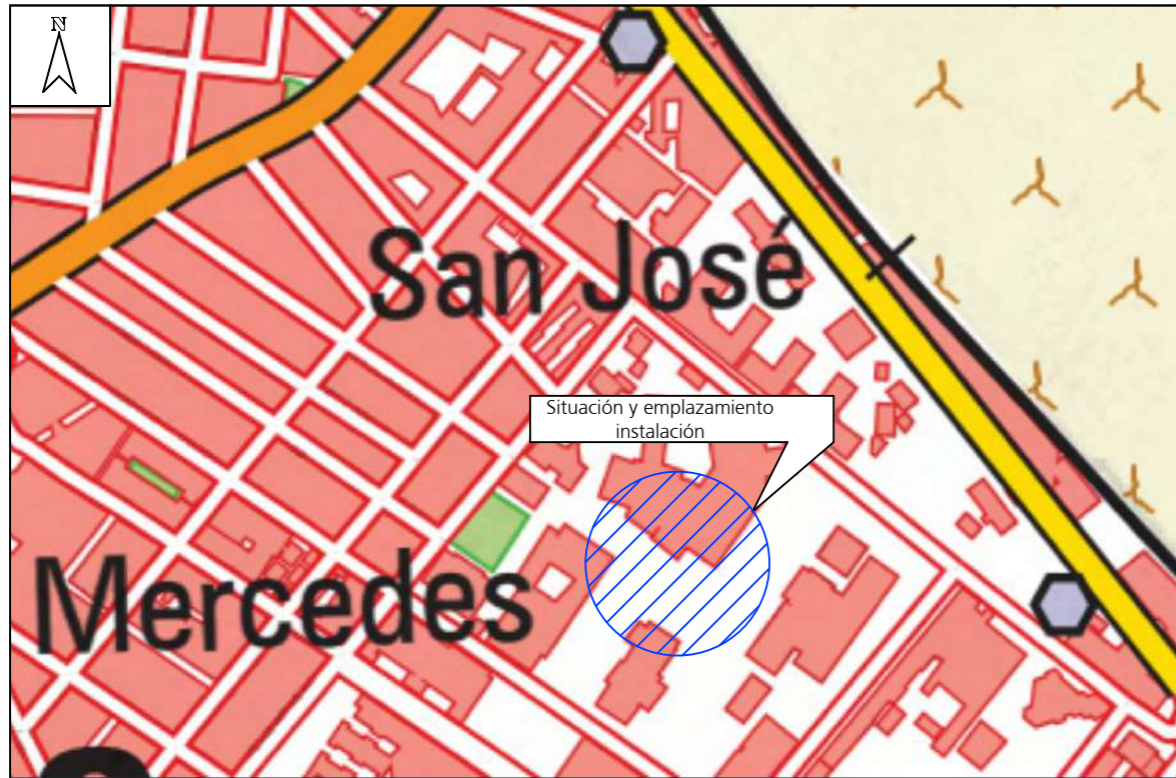 N
San José
Situación y emplazamiento
instalación
Mercedes